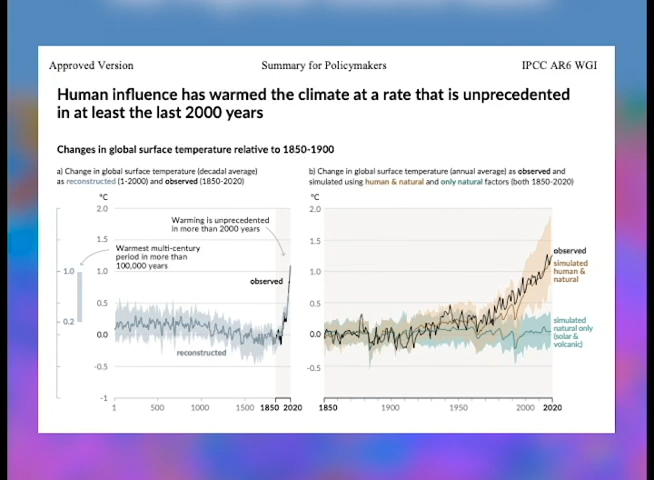 Approved Version Summary for Policymakers IPCC AR6 WGI
Human influence has warmed the climate at a rate that is unprecedented
in at least the last 2000 years
Changes in global surface temperature relative to 1850-1900
a) Change in global surface temperature (decadal average)
as reconstructed (1-2000) and observed (1850-2020)
°C
2.0
1.5
1.0
0.5
0.0
-0.5
-1
1.0
0.2
Warming is unprecedented
in more than 2000 years
Warmest multi-century
period in more than
100,000 years
observed
reconstructed
1 500 1000 1500 1850 2020
b) Change in global surface temperature (annual average) as observed and
simulated using human & natural and only natural factors (both 1850-2020)
°C
2.0
1.5
1.0
0.5
0.0
-0.5
observed
simulated
human &
natural
simulated
natural only
(solar &
volcanic)
1850 1900 1950 2000 2020